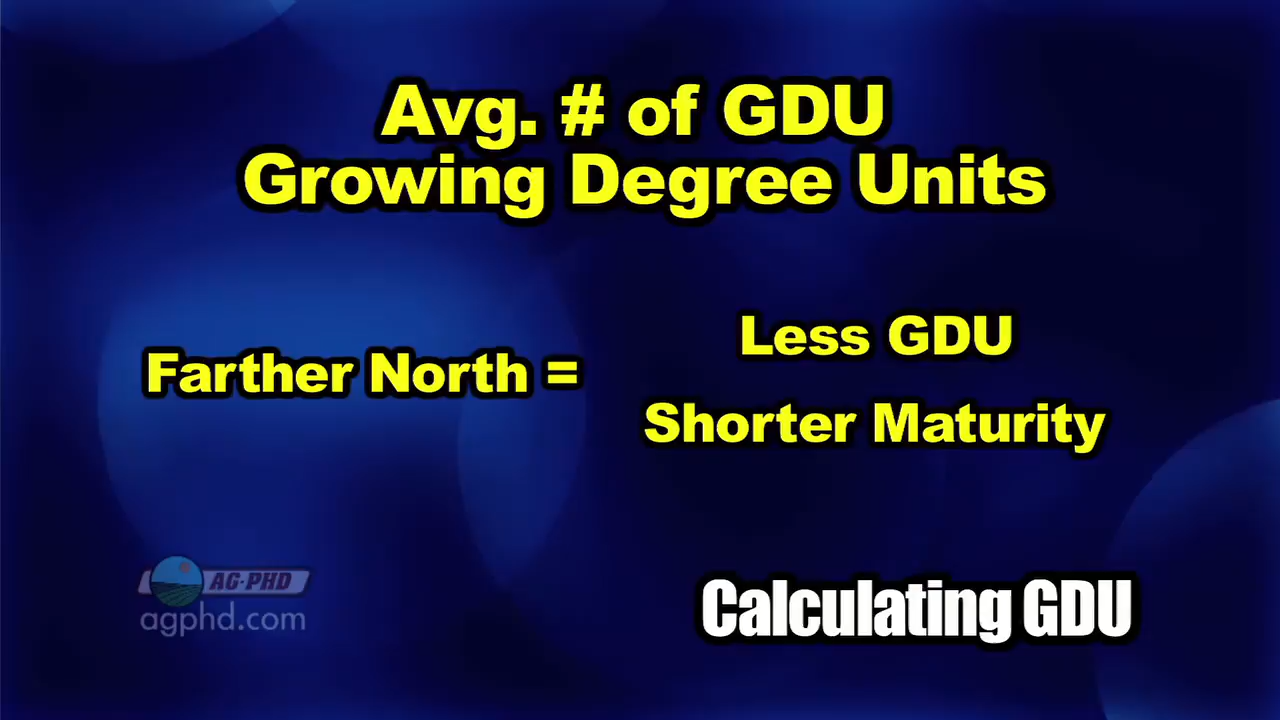 Avg. # of GDU
Growing Degree Units
Farther North =
Less GDU
Shorter Maturity
AG-PHD
agphd.com
Calculating GDU